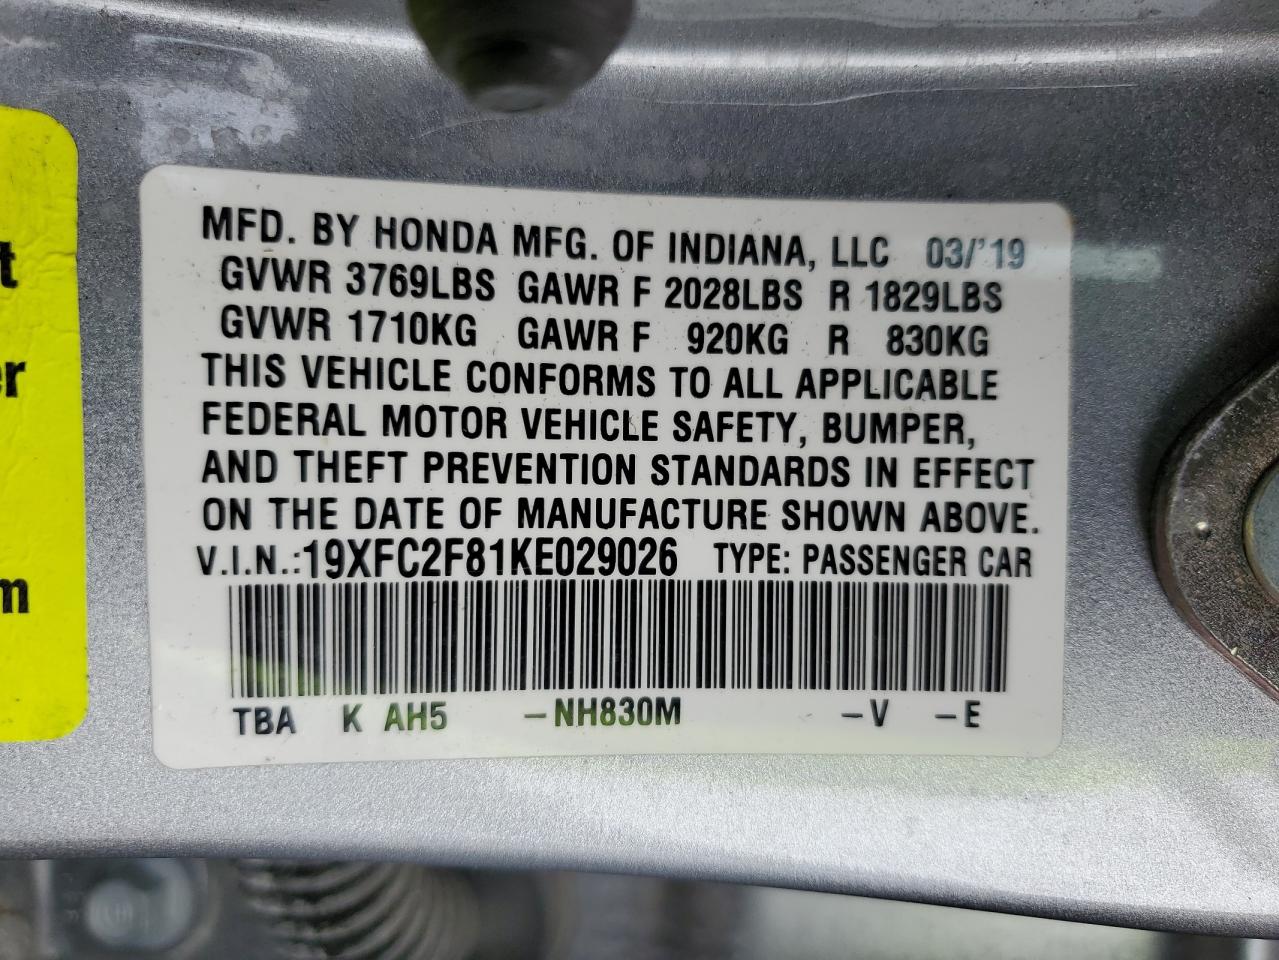 MFD. BY HONDA MFG. OF INDIANA, LLC 03/'19
GVWR 3769LBS GAWR F 2028LBS R 1829LBS
GVWR 1710KG GAWR F 920KG R 830KG
THIS VEHICLE CONFORMS TO ALL APPLICABLE
FEDERAL MOTOR VEHICLE SAFETY, BUMPER,
AND THEFT PREVENTION STANDARDS IN EFFECT
ON THE DATE OF MANUFACTURE SHOWN ABOVE.
V.I.N.:19XFC2F81KE029026 TYPE: PASSENGER CAR
TBA K AH5 –NH830M –V –E
t
er
m